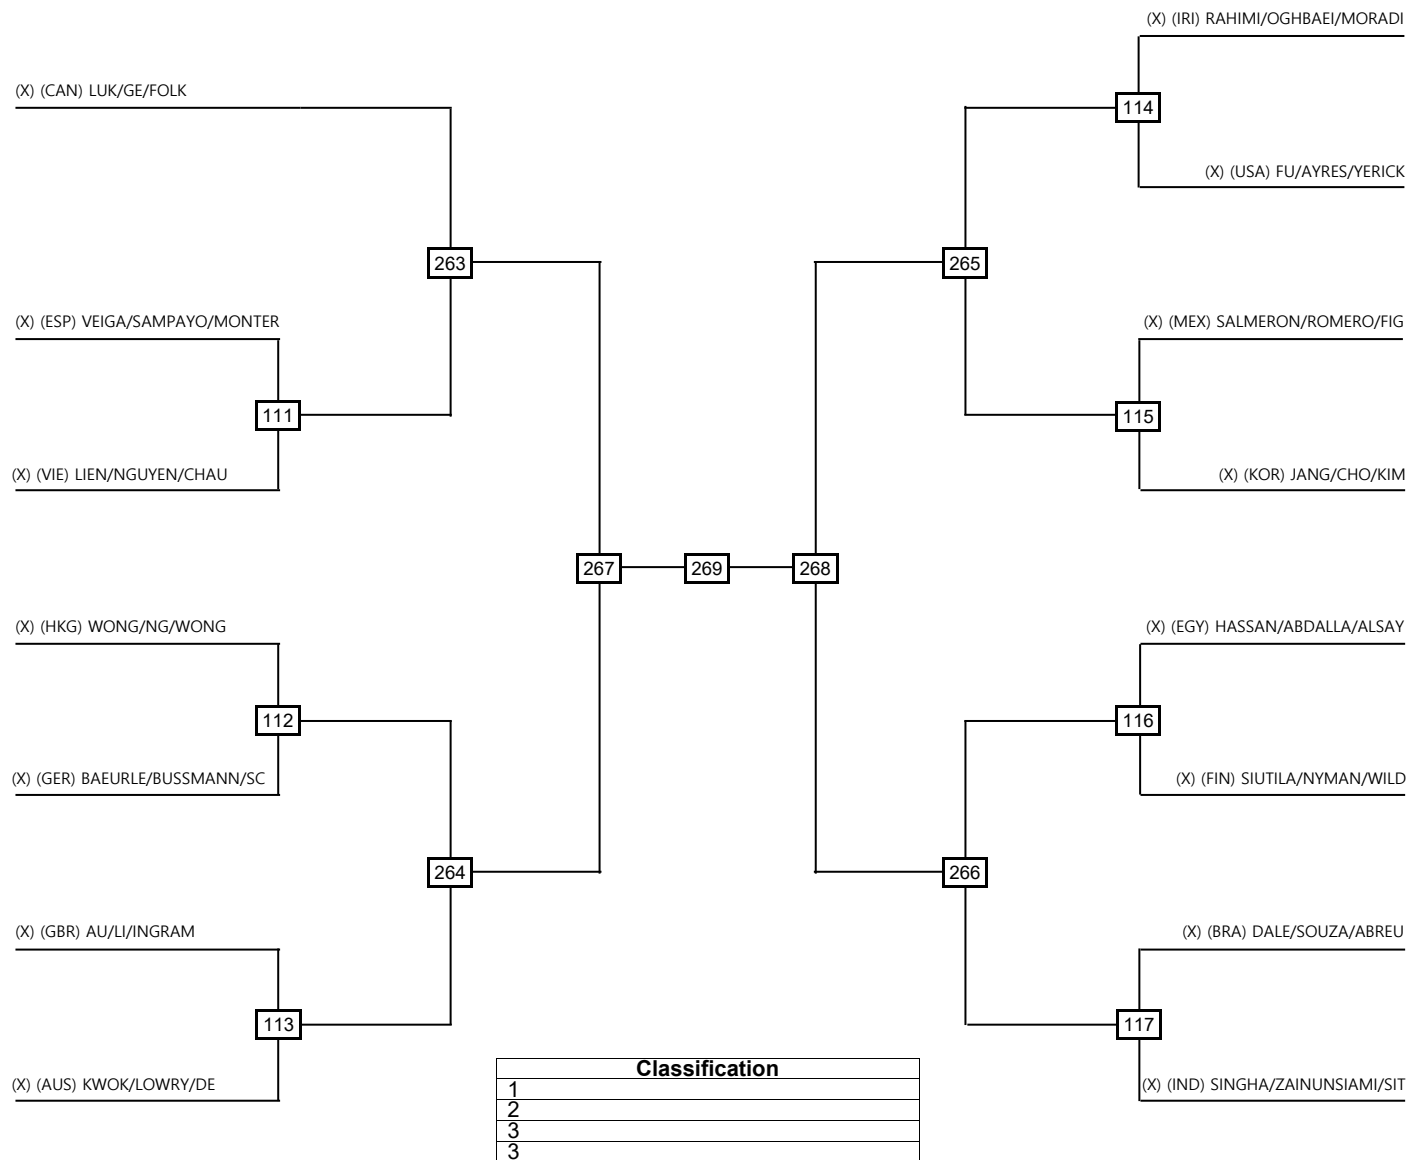 (X) (IRI) RAHIMI/OGHBAEI/MORADI
(X) (CAN) LUK/GE/FOLK
114
(X) (USA) FU/AYRES/YERICK
263
265
(X) (ESP) VEIGA/SAMPAYO/MONTER
(X) (MEX) SALMERON/ROMERO/FIG
111
115
(X) (VIE) LIEN/NGUYEN/CHAU
(X) (KOR) JANG/CHO/KIM
267
269
268
(X) (HKG) WONG/NG/WONG
(X) (EGY) HASSAN/ABDALLA/ALSAY
112
116
(X) (GER) BAEURLE/BUSSMANN/SC
(X) (FIN) SIUTILA/NYMAN/WILD
264
266
(X) (GBR) AU/LI/INGRAM
(X) (BRA) DALE/SOUZA/ABREU
113
117
(X) (AUS) KWOK/LOWRY/DE
(X) (IND) SINGHA/ZAINUNSIAMI/SIT
Classification
1
2
3
3